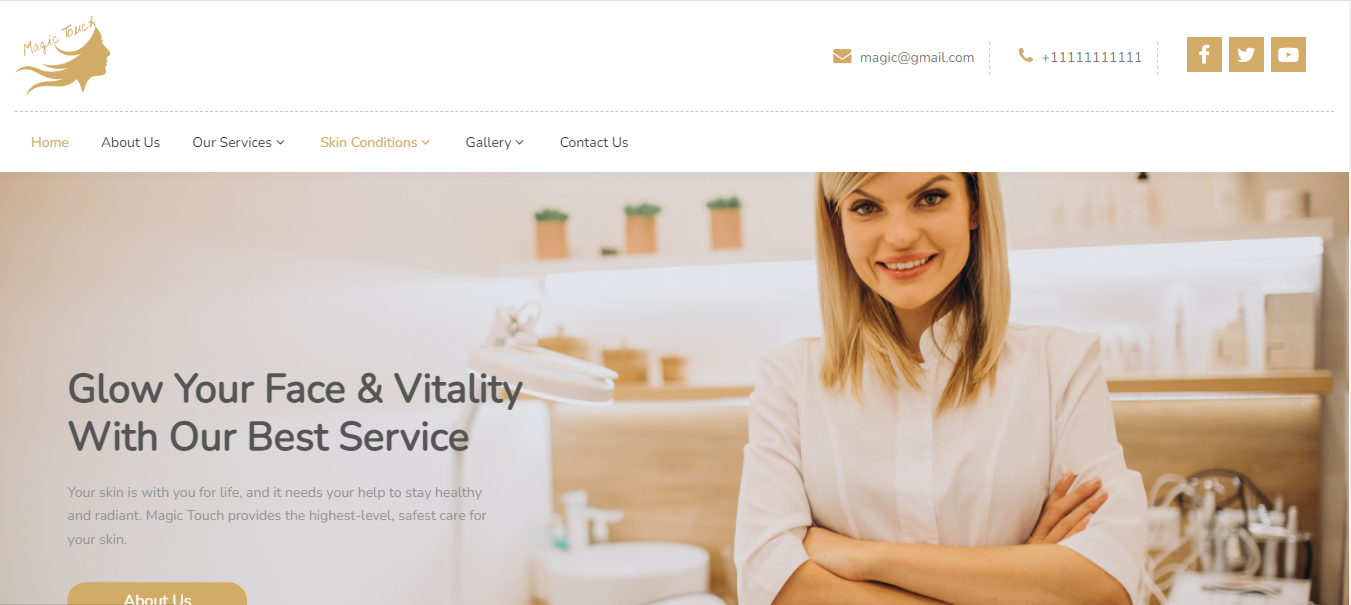 Magic Touch
magic@gmail.com
+11111111111
Home
About Us
Our Services
Skin Conditions
Gallery
Contact Us
Glow Your Face & Vitality
With Our Best Service
Your skin is with you for life, and it needs your help to stay healthy
and radiant. Magic Touch provides the highest-level, safest care for
your skin.
About Us